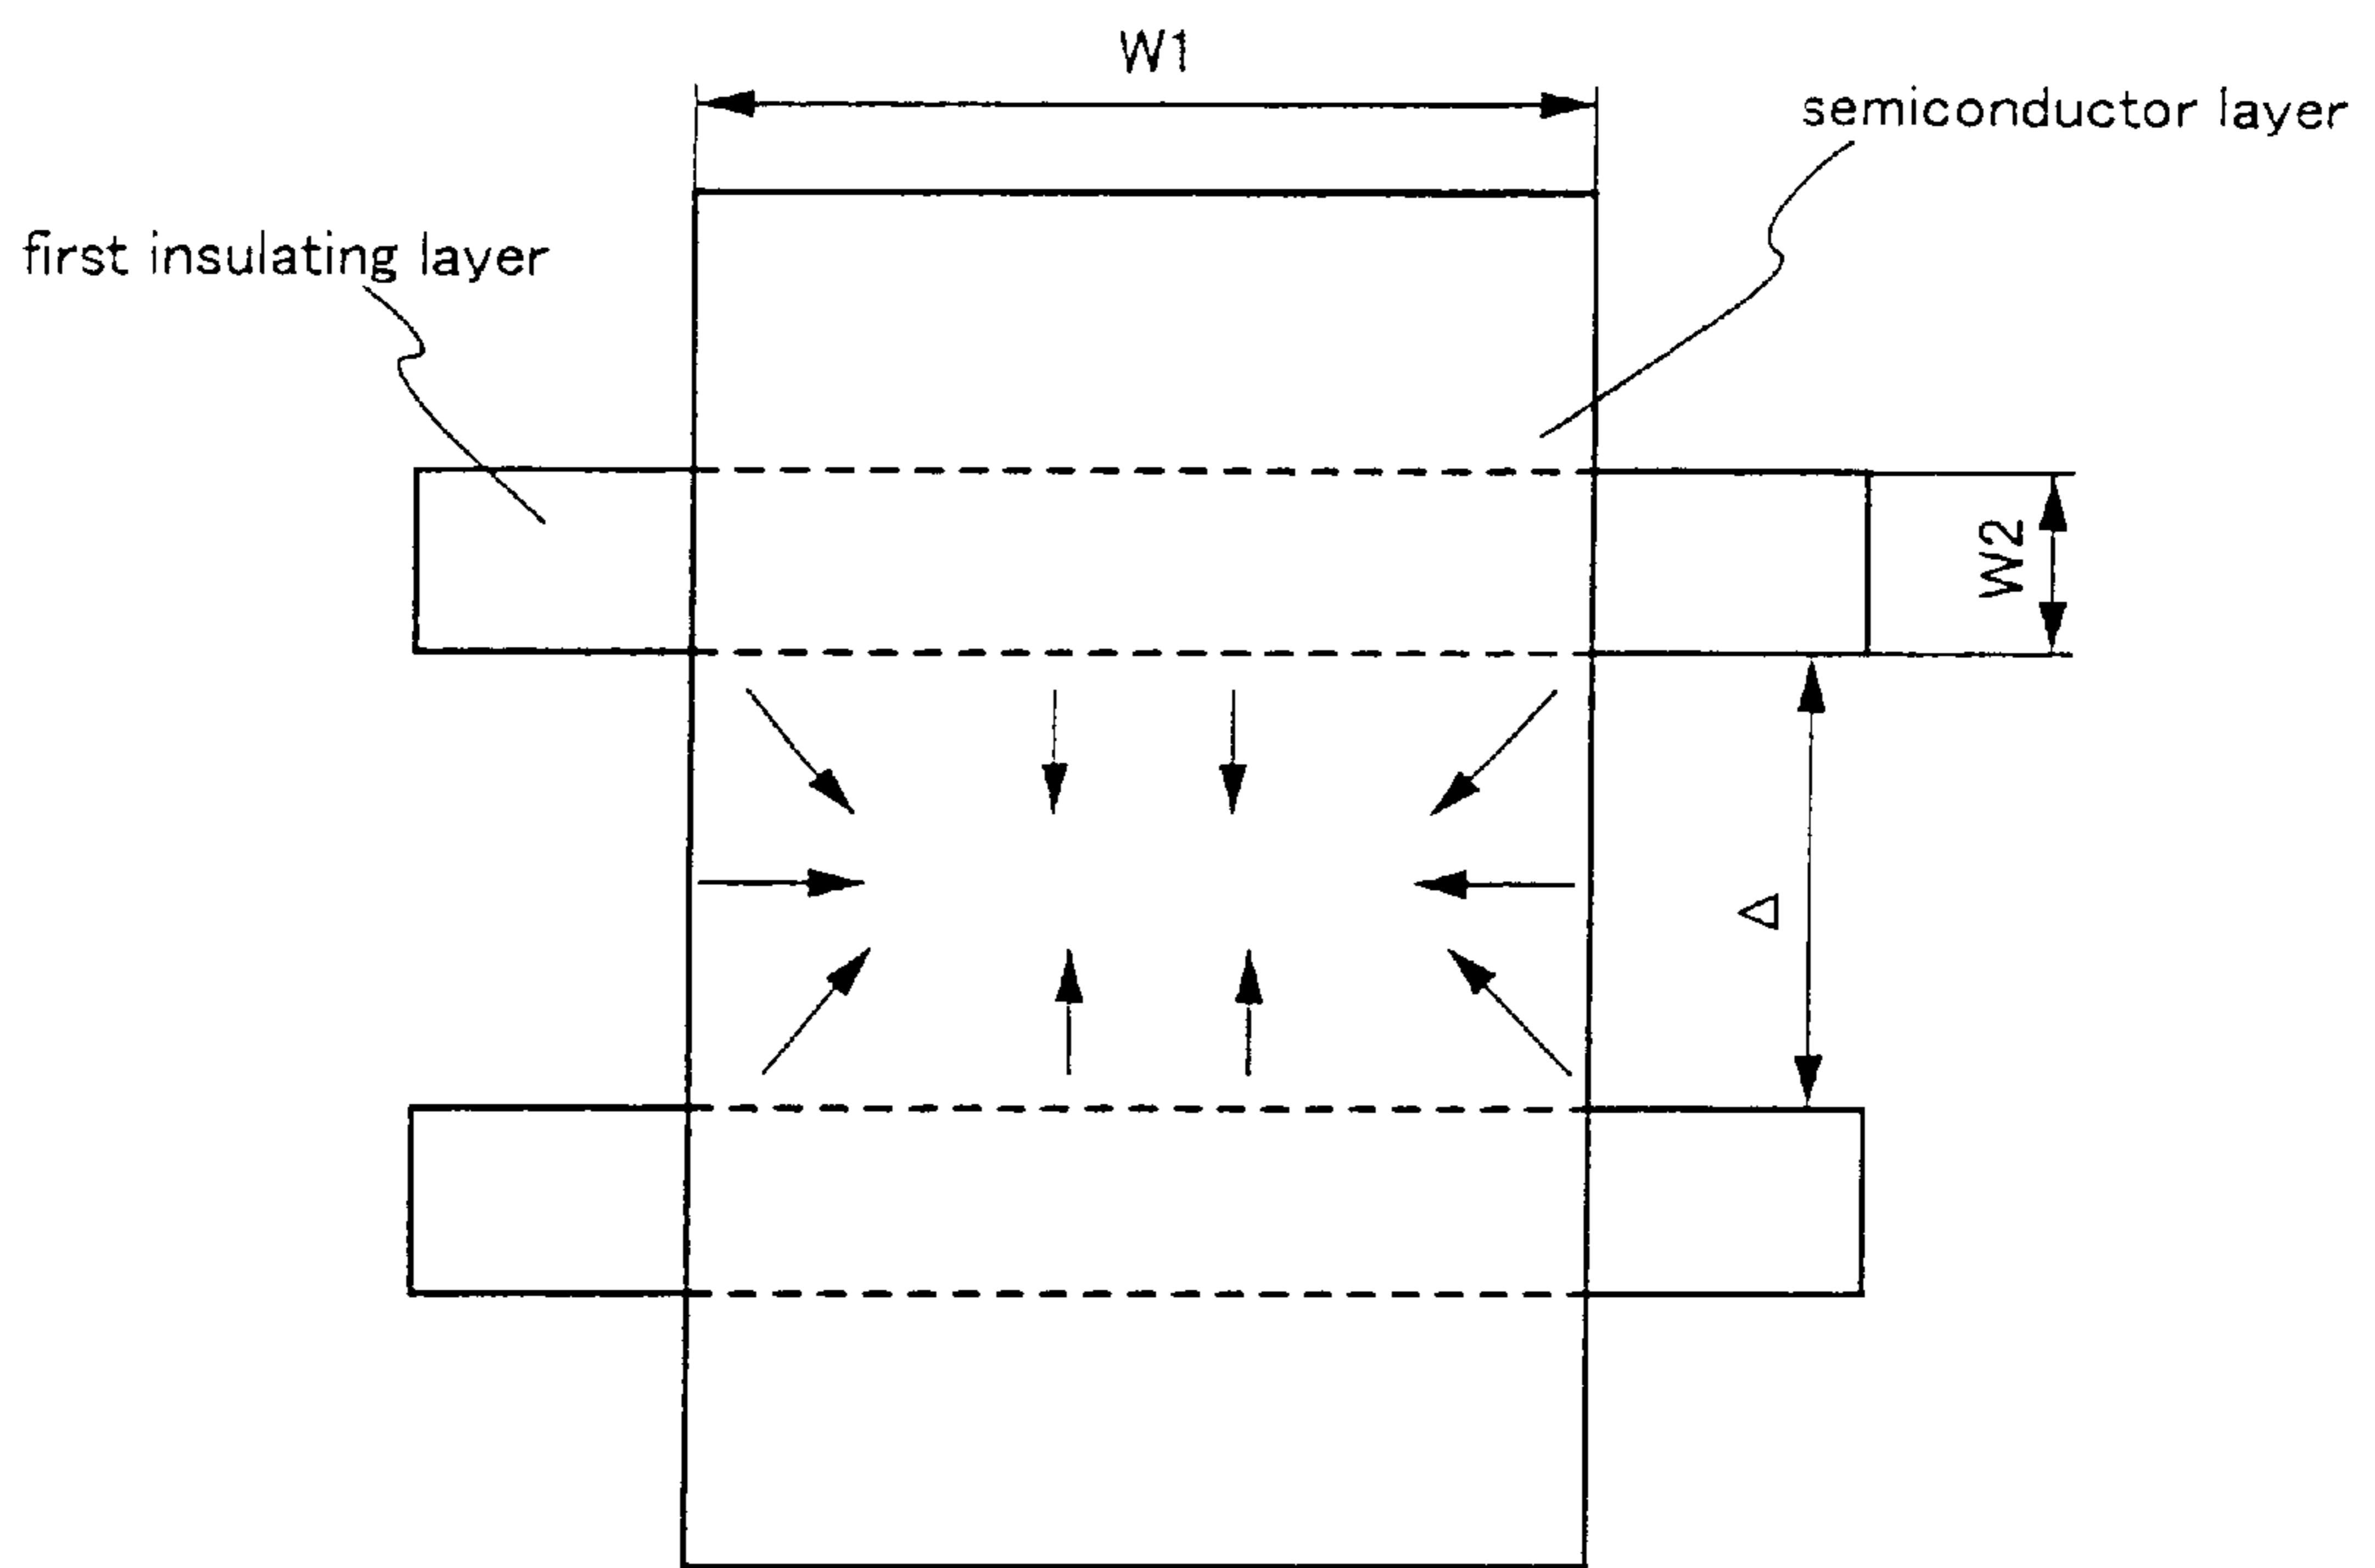 W1
semiconductor layer
first insulating layer
W2
Δ